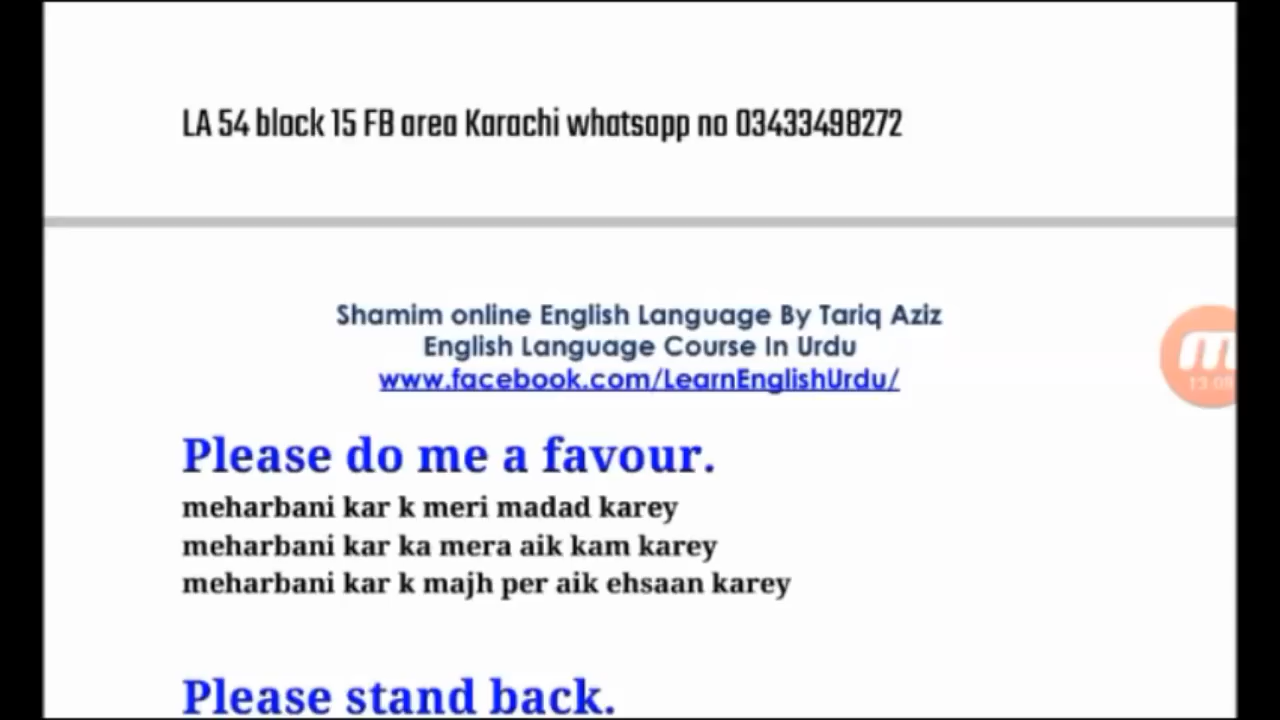 LA 54 block 15 FB area Karachi whatsapp no 03433498272
Shamim online English Language By Tariq Aziz
English Language Course In Urdu
www.facebook.com/LearnEnglishUrdu/
Please do me a favour.
meharbani kar k meri madad karey
meharbani kar ka mera aik kam karey
meharbani kar k majh per aik ehsaan karey
Please stand back.